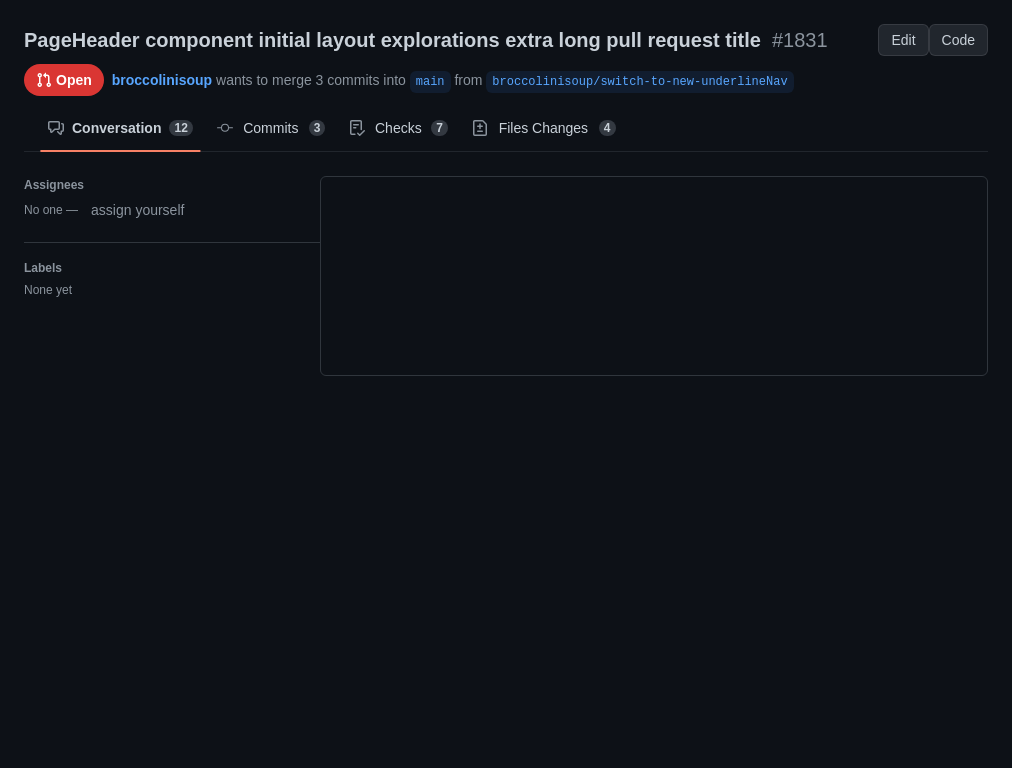 PageHeader component initial layout explorations extra long pull request title #1831
Edit Code
Open broccolinisoup wants to merge 3 commits into main from broccolinisoup/switch-to-new-underlineNav
Conversation 12 Commits 3 Checks 7 Files Changes 4
Assignees
No one — assign yourself
Labels
None yet